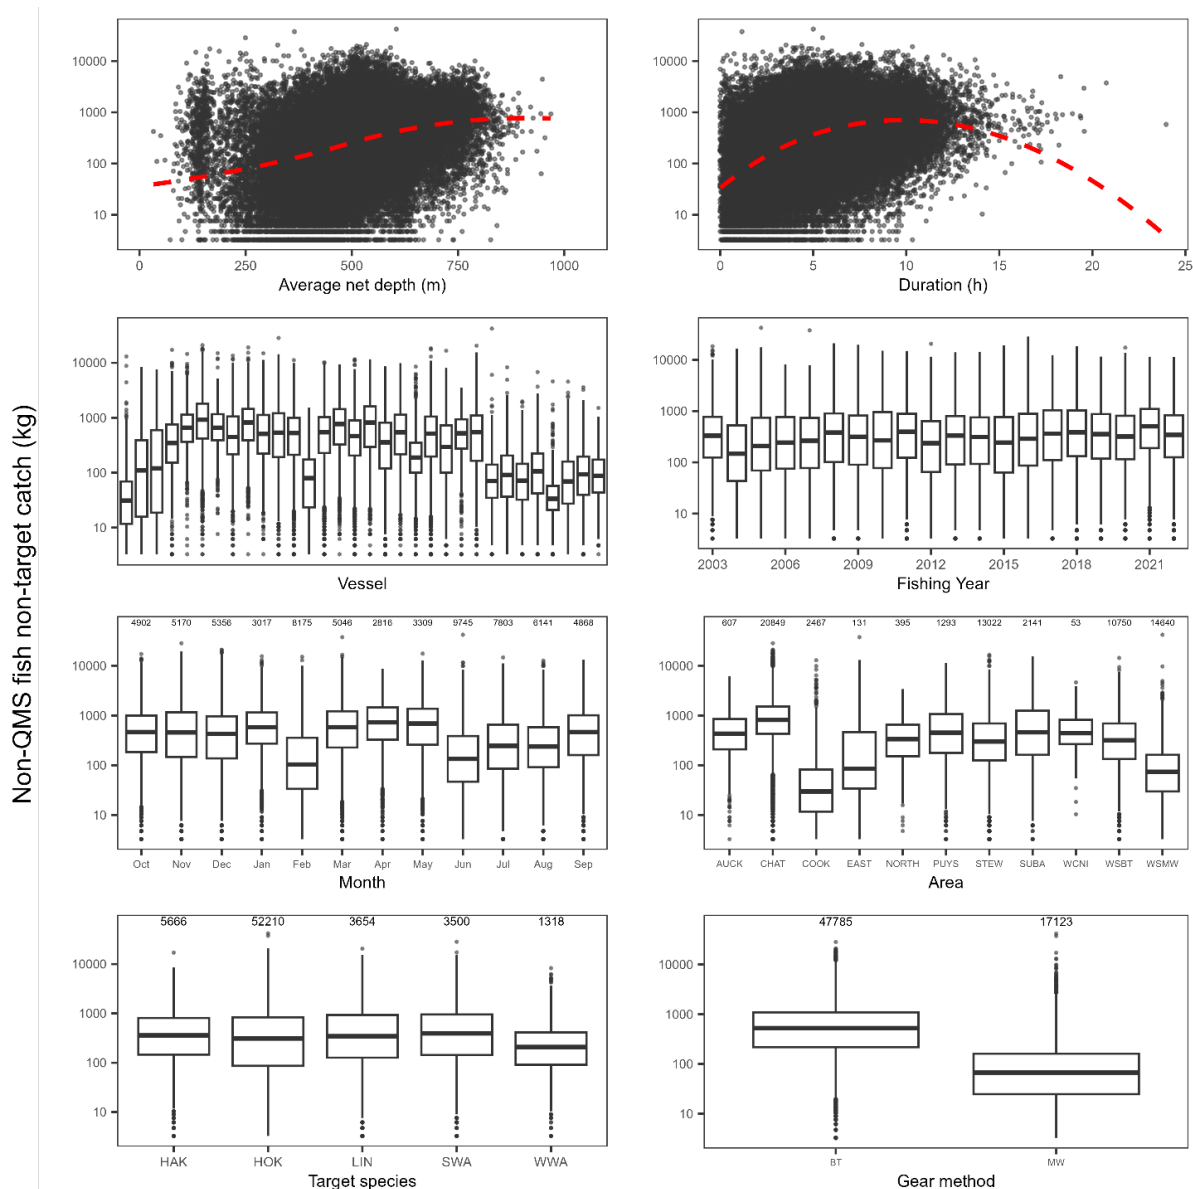 Non-QMS fish non-target catch (kg)
10000
1000
100
10
0 250 500 750 1000
Average net depth (m)
10000
1000
100
10
0 5 10 15 20 25
Duration (h)
10000
1000
100
10
Vessel
10000
1000
100
10
2003 2006 2009 2012 2015 2018 2021
Fishing Year
4902 5170 5356 3017 8175 5046 2816 3309 9745 7803 6141 4868
10000
1000
100
10
Oct Nov Dec Jan Feb Mar Apr May Jun Jul Aug Sep
Month
607 20849 2467 131 395 1293 13022 2141 53 10750 14640
10000
1000
100
10
AUCK CHAT COOK EAST NORTH PUYS STEW SUBA WCNI WSBT WSMW
Area
5666 52210 3654 3500 1318
10000
1000
100
10
HAK HOK LIN SWA WWA
Target species
47785 17123
10000
1000
100
10
BT MW
Gear method